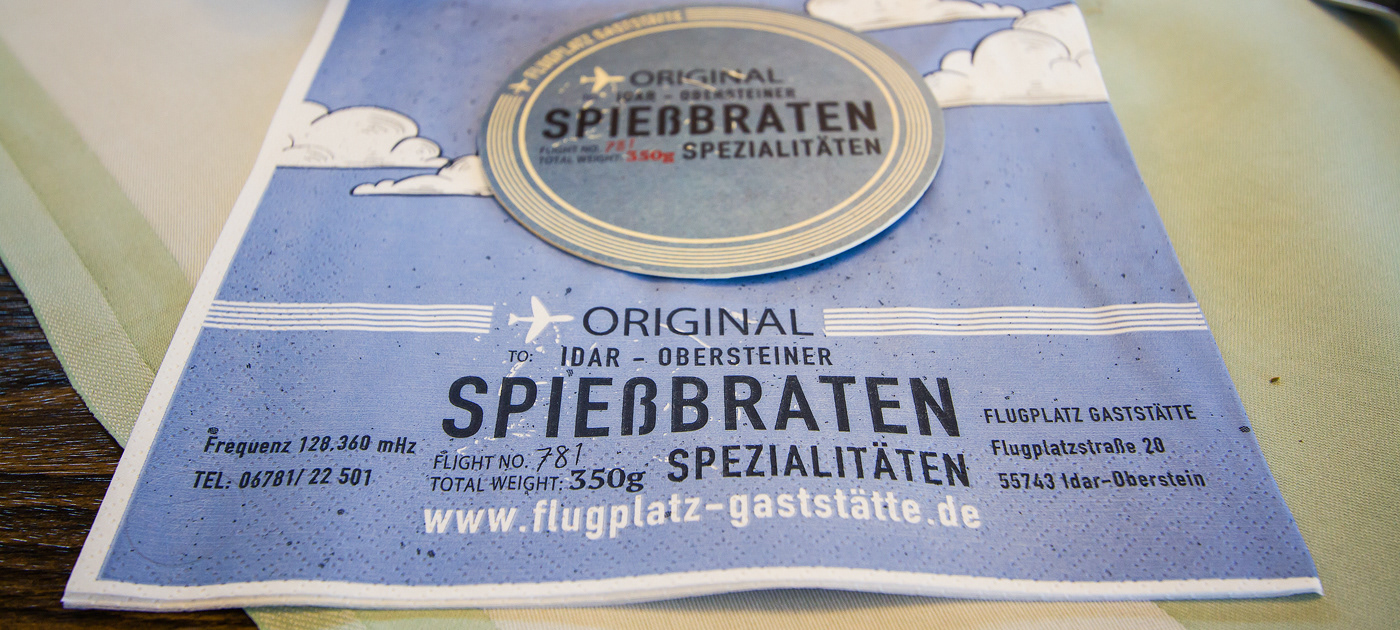 FLUGPLATZ GASTSTÄTTE
ORIGINAL
IDAR - OBERSTEINER
SPIEßBRATEN
FLIGHT NO. 781
TOTAL WEIGHT: 350g
SPEZIALITÄTEN
ORIGINAL
TO: IDAR - OBERSTEINER
SPIEßBRATEN
FLIGHT NO. 781
TOTAL WEIGHT: 350g
SPEZIALITÄTEN
www.flugplatz-gaststätte.de
Frequenz 128.360 mHz
TEL: 06781/ 22 501
FLUGPLATZ GASTSTÄTTE
Flugplatzstraße 20
55743 Idar-Oberstein